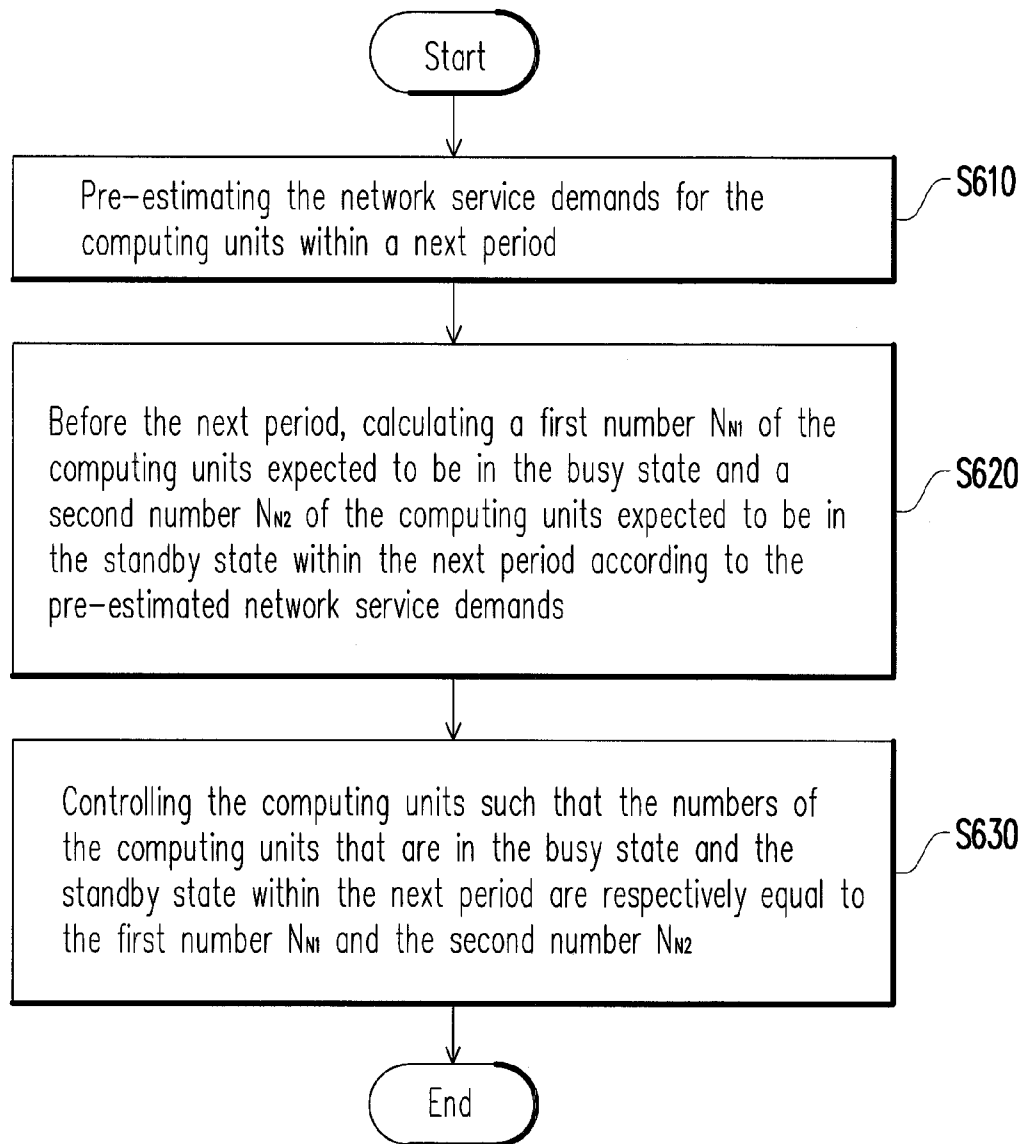 Start
Pre-estimating the network service demands for the
computing units within a next period
S610
Before the next period, calculating a first number NN1 of the
computing units expected to be in the busy state and a
second number NN2 of the computing units expected to be in
the standby state within the next period according to the
pre-estimated network service demands
S620
Controlling the computing units such that the numbers of
the computing units that are in the busy state and the
standby state within the next period are respectively equal to
the first number NN1 and the second number NN2
S630
End